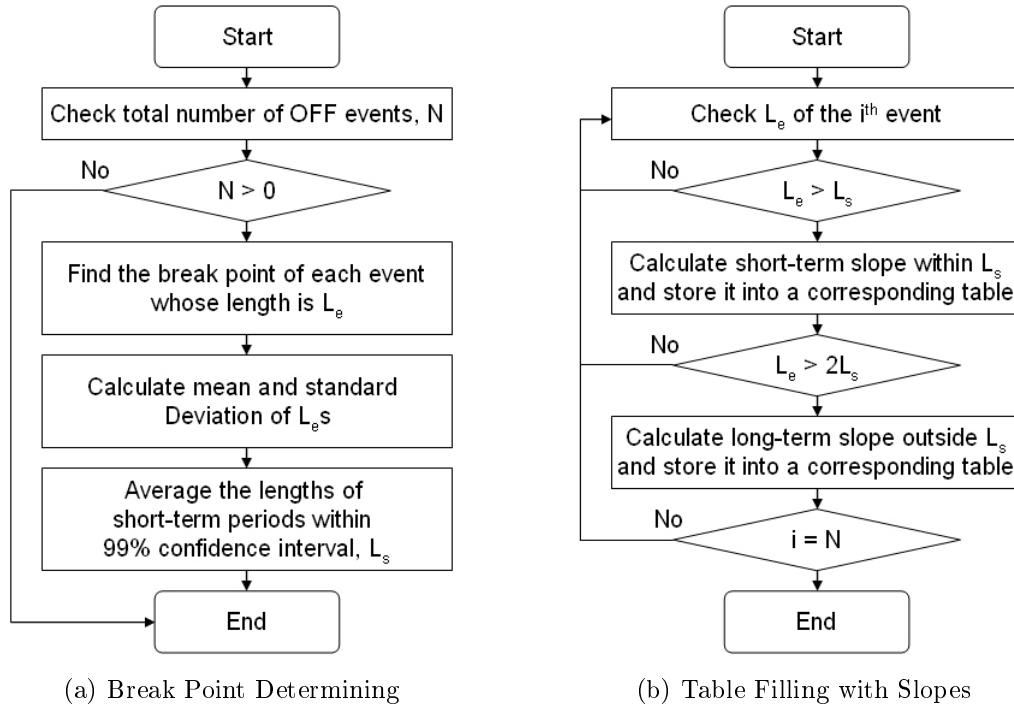 Start
Check total number of OFF events, N
No
N > 0
Find the break point of each event
whose length is Le
Calculate mean and standard
Deviation of Les
Average the lengths of
short-term periods within
99% confidence interval, Ls
End
(a) Break Point Determining
Start
Check Le of the ith event
No
Le > Ls
Calculate short-term slope within Ls
and store it into a corresponding table
No
Le > 2Ls
Calculate long-term slope outside Ls
and store it into a corresponding table
No
i = N
End
(b) Table Filling with Slopes